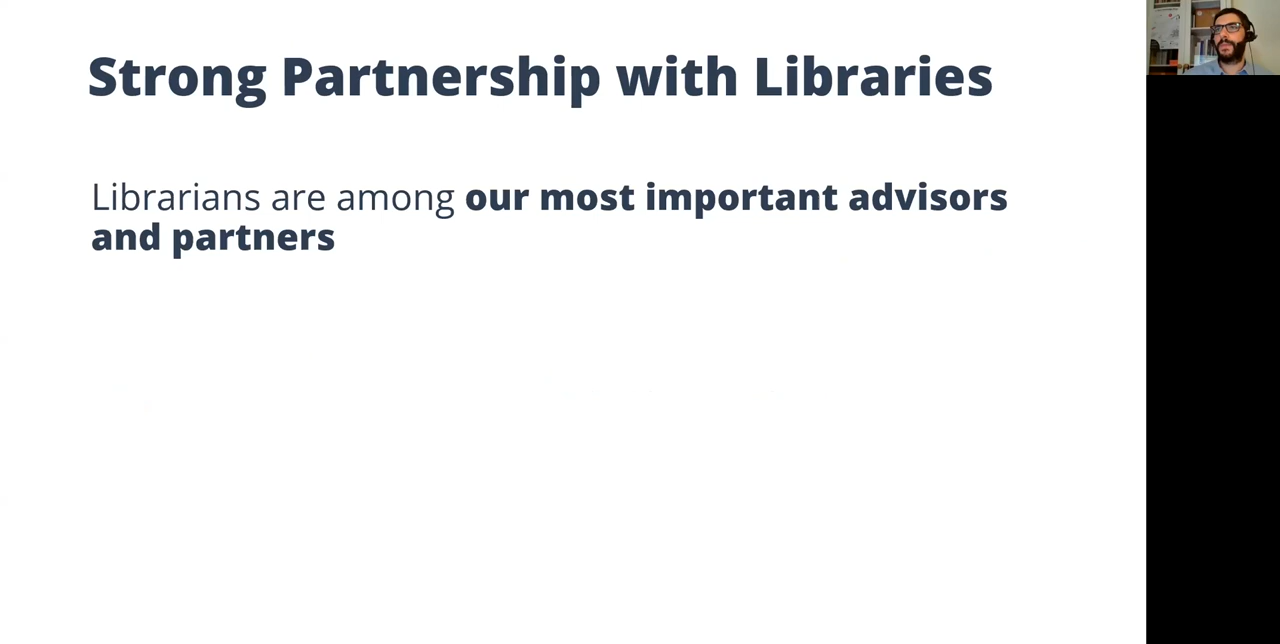 Strong Partnership with Libraries
Librarians are among our most important advisors
and partners